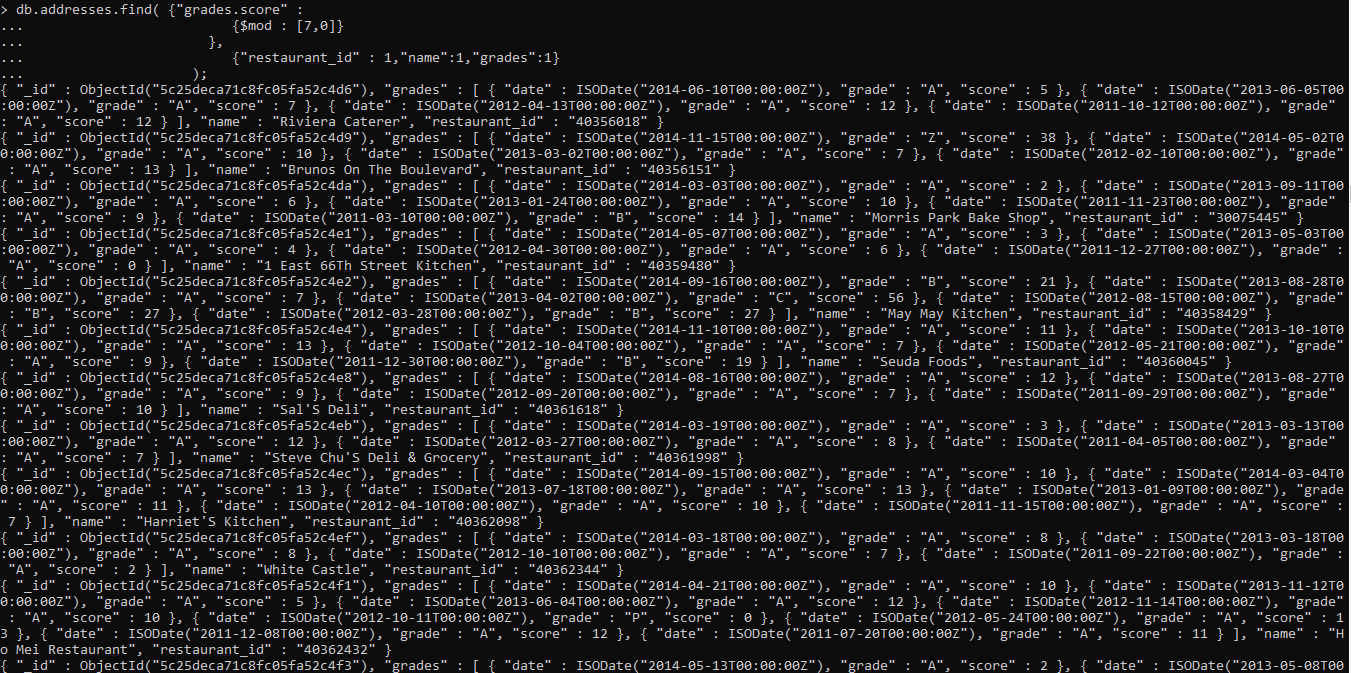 > db.addresses.find( {"grades.score" :
... {$mod : [7,0]}
... },
... {"restaurant_id" : 1,"name":1,"grades":1}
... );
{ "_id" : ObjectId("5c25deca71c8fc05fa52c4d6"), "grades" : [ { "date" : ISODate("2014-06-10T00:00:00Z"), "grade" : "A", "score" : 5 }, { "date" : ISODate("2013-06-05T00
:00:00Z"), "grade" : "A", "score" : 7 }, { "date" : ISODate("2012-04-13T00:00:00Z"), "grade" : "A", "score" : 12 }, { "date" : ISODate("2011-10-12T00:00:00Z"), "grade" :
"A", "score" : 12 } ], "name" : "Riviera Caterer", "restaurant_id" : "40356018" }
{ "_id" : ObjectId("5c25deca71c8fc05fa52c4d9"), "grades" : [ { "date" : ISODate("2014-11-15T00:00:00Z"), "grade" : "Z", "score" : 38 }, { "date" : ISODate("2014-05-02T0
0:00:00Z"), "grade" : "A", "score" : 10 }, { "date" : ISODate("2013-03-02T00:00:00Z"), "grade" : "A", "score" : 7 }, { "date" : ISODate("2012-02-10T00:00:00Z"), "grade"
: "A", "score" : 13 } ], "name" : "Brunos On The Boulevard", "restaurant_id" : "40356151" }
{ "_id" : ObjectId("5c25deca71c8fc05fa52c4da"), "grades" : [ { "date" : ISODate("2014-03-03T00:00:00Z"), "grade" : "A", "score" : 2 }, { "date" : ISODate("2013-09-11T00
:00:00Z"), "grade" : "A", "score" : 6 }, { "date" : ISODate("2013-01-24T00:00:00Z"), "grade" : "A", "score" : 10 }, { "date" : ISODate("2011-11-23T00:00:00Z"), "grade" :
"A", "score" : 9 }, { "date" : ISODate("2011-03-10T00:00:00Z"), "grade" : "B", "score" : 14 } ], "name" : "Morris Park Bake Shop", "restaurant_id" : "30075445" }
{ "_id" : ObjectId("5c25deca71c8fc05fa52c4e1"), "grades" : [ { "date" : ISODate("2014-05-07T00:00:00Z"), "grade" : "A", "score" : 3 }, { "date" : ISODate("2013-05-03T00
:00:00Z"), "grade" : "A", "score" : 4 }, { "date" : ISODate("2012-04-30T00:00:00Z"), "grade" : "A", "score" : 6 }, { "date" : ISODate("2011-12-27T00:00:00Z"), "grade" :
"A", "score" : 0 } ], "name" : "1 East 66Th Street Kitchen", "restaurant_id" : "40359480" }
{ "_id" : ObjectId("5c25deca71c8fc05fa52c4e2"), "grades" : [ { "date" : ISODate("2014-09-16T00:00:00Z"), "grade" : "B", "score" : 21 }, { "date" : ISODate("2013-08-28T0
0:00:00Z"), "grade" : "A", "score" : 7 }, { "date" : ISODate("2013-04-02T00:00:00Z"), "grade" : "C", "score" : 56 }, { "date" : ISODate("2012-08-15T00:00:00Z"), "grade"
: "B", "score" : 27 }, { "date" : ISODate("2012-03-28T00:00:00Z"), "grade" : "B", "score" : 27 } ], "name" : "May May Kitchen", "restaurant_id" : "40358429" }
{ "_id" : ObjectId("5c25deca71c8fc05fa52c4e4"), "grades" : [ { "date" : ISODate("2014-11-10T00:00:00Z"), "grade" : "A", "score" : 11 }, { "date" : ISODate("2013-10-10T0
0:00:00Z"), "grade" : "A", "score" : 13 }, { "date" : ISODate("2012-10-04T00:00:00Z"), "grade" : "A", "score" : 7 }, { "date" : ISODate("2012-05-21T00:00:00Z"), "grade"
: "A", "score" : 9 }, { "date" : ISODate("2011-12-30T00:00:00Z"), "grade" : "B", "score" : 19 } ], "name" : "Seuda Foods", "restaurant_id" : "40360045" }
{ "_id" : ObjectId("5c25deca71c8fc05fa52c4e8"), "grades" : [ { "date" : ISODate("2014-08-16T00:00:00Z"), "grade" : "A", "score" : 12 }, { "date" : ISODate("2013-08-27T0
0:00:00Z"), "grade" : "A", "score" : 9 }, { "date" : ISODate("2012-09-20T00:00:00Z"), "grade" : "A", "score" : 7 }, { "date" : ISODate("2011-09-29T00:00:00Z"), "grade" :
"A", "score" : 10 } ], "name" : "Sal'S Deli", "restaurant_id" : "40361618" }
{ "_id" : ObjectId("5c25deca71c8fc05fa52c4eb"), "grades" : [ { "date" : ISODate("2014-03-19T00:00:00Z"), "grade" : "A", "score" : 3 }, { "date" : ISODate("2013-03-13T00
:00:00Z"), "grade" : "A", "score" : 12 }, { "date" : ISODate("2012-03-27T00:00:00Z"), "grade" : "A", "score" : 8 }, { "date" : ISODate("2011-04-05T00:00:00Z"), "grade" :
"A", "score" : 7 } ], "name" : "Steve Chu'S Deli & Grocery", "restaurant_id" : "40361998" }
{ "_id" : ObjectId("5c25deca71c8fc05fa52c4ec"), "grades" : [ { "date" : ISODate("2014-09-15T00:00:00Z"), "grade" : "A", "score" : 10 }, { "date" : ISODate("2014-03-04T0
0:00:00Z"), "grade" : "A", "score" : 13 }, { "date" : ISODate("2013-07-18T00:00:00Z"), "grade" : "A", "score" : 13 }, { "date" : ISODate("2013-01-09T00:00:00Z"), "grade
" : "A", "score" : 11 }, { "date" : ISODate("2012-04-10T00:00:00Z"), "grade" : "A", "score" : 10 }, { "date" : ISODate("2011-11-15T00:00:00Z"), "grade" : "A", "score" :
7 } ], "name" : "Harriet'S Kitchen", "restaurant_id" : "40362098" }
{ "_id" : ObjectId("5c25deca71c8fc05fa52c4ef"), "grades" : [ { "date" : ISODate("2014-03-18T00:00:00Z"), "grade" : "A", "score" : 8 }, { "date" : ISODate("2013-03-18T00
:00:00Z"), "grade" : "A", "score" : 8 }, { "date" : ISODate("2012-10-10T00:00:00Z"), "grade" : "A", "score" : 7 }, { "date" : ISODate("2011-09-22T00:00:00Z"), "grade" :
"A", "score" : 2 } ], "name" : "White Castle", "restaurant_id" : "40362344" }
{ "_id" : ObjectId("5c25deca71c8fc05fa52c4f1"), "grades" : [ { "date" : ISODate("2014-04-21T00:00:00Z"), "grade" : "A", "score" : 10 }, { "date" : ISODate("2013-11-12T0
0:00:00Z"), "grade" : "A", "score" : 5 }, { "date" : ISODate("2013-06-04T00:00:00Z"), "grade" : "A", "score" : 12 }, { "date" : ISODate("2012-11-14T00:00:00Z"), "grade"
: "A", "score" : 10 }, { "date" : ISODate("2012-10-11T00:00:00Z"), "grade" : "P", "score" : 0 }, { "date" : ISODate("2012-05-24T00:00:00Z"), "grade" : "A", "score" : 1
3 }, { "date" : ISODate("2011-12-08T00:00:00Z"), "grade" : "A", "score" : 12 }, { "date" : ISODate("2011-07-20T00:00:00Z"), "grade" : "A", "score" : 11 } ], "name" : "H
o Mei Restaurant", "restaurant_id" : "40362432" }
{ "_id" : ObjectId("5c25deca71c8fc05fa52c4f3"), "grades" : [ { "date" : ISODate("2014-05-13T00:00:00Z"), "grade" : "A", "score" : 2 }, { "date" : ISODate("2013-05-08T00